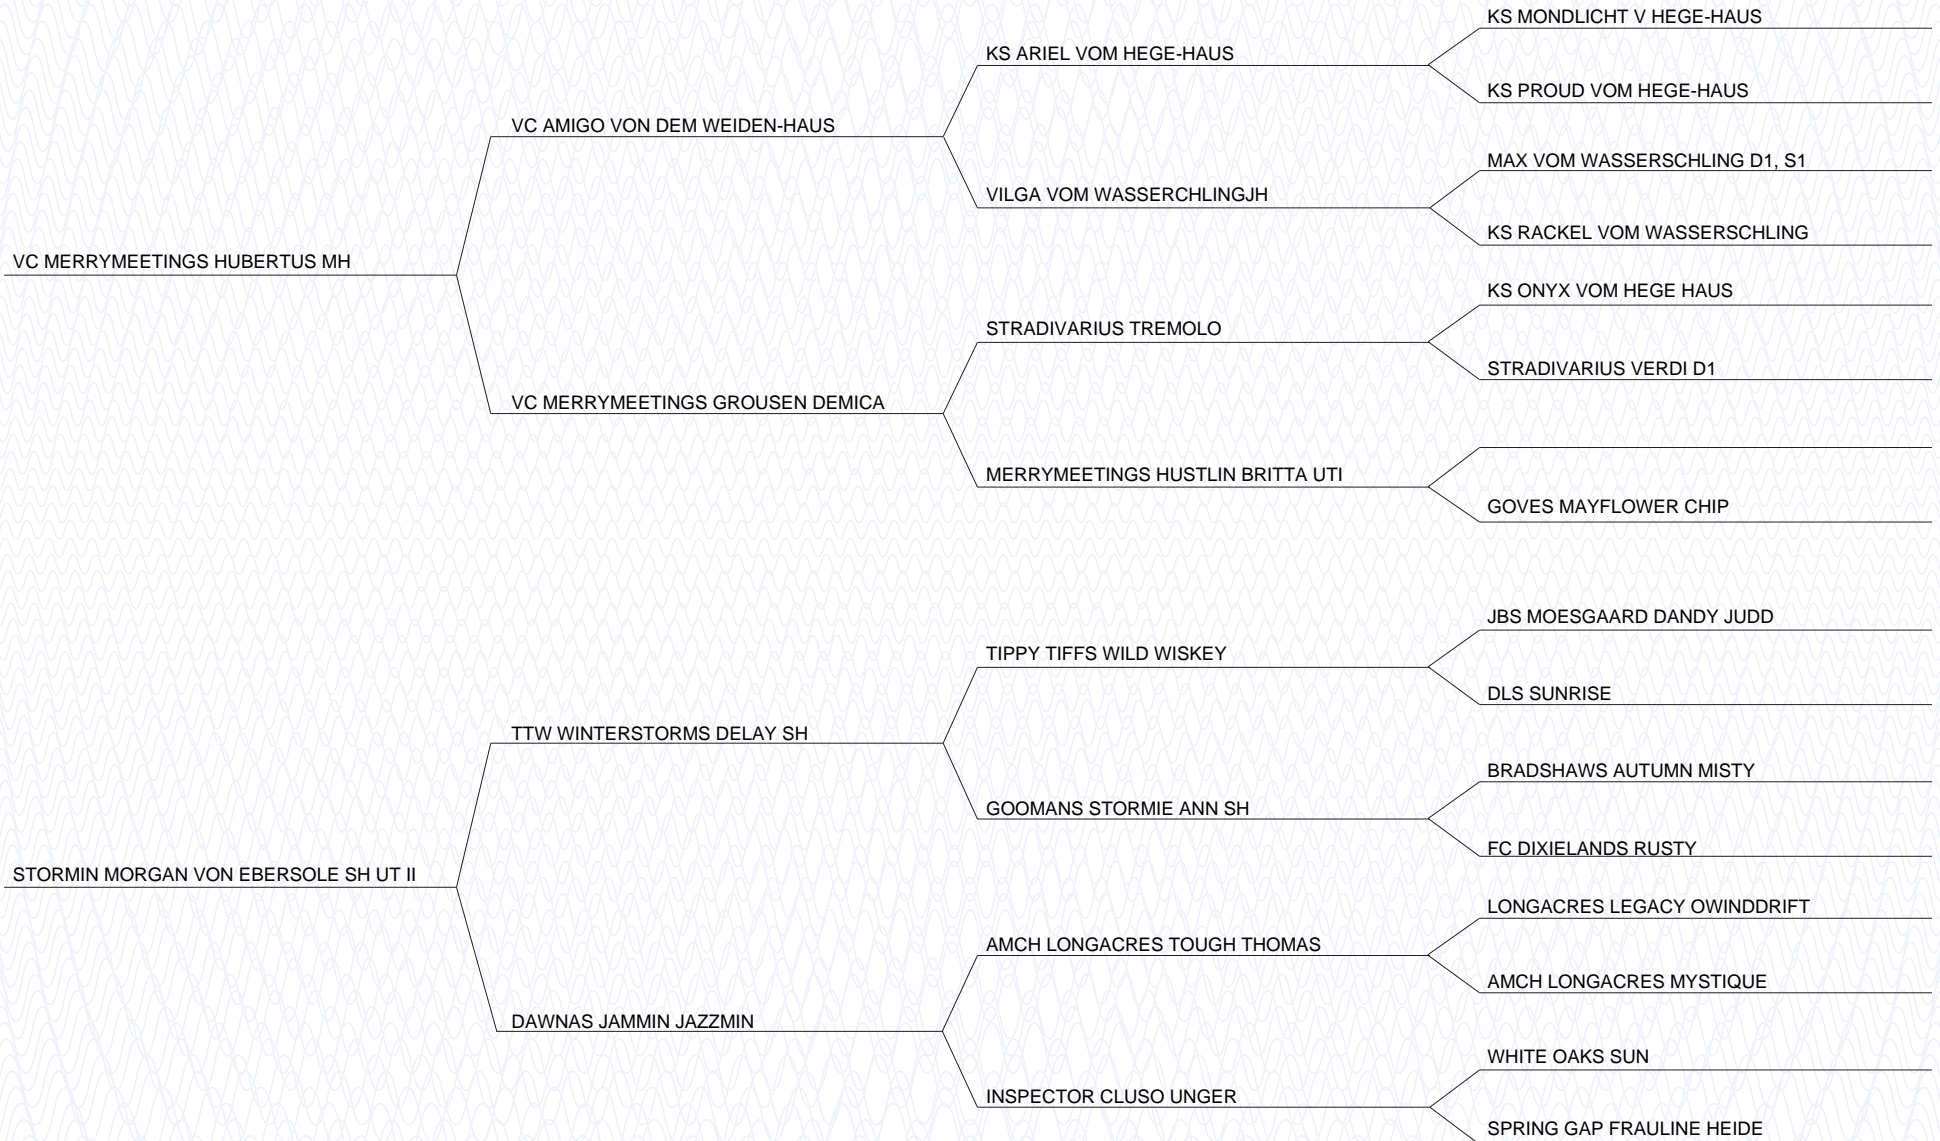 KS MONDLICHT V HEGE-HAUS
KS ARIEL VOM HEGE-HAUS
KS PROUD VOM HEGE-HAUS
VC AMIGO VON DEM WEIDEN-HAUS
MAX VOM WASSERSCHLING D1, S1
VILGA VOM WASSERCHLINGJH
KS RACKEL VOM WASSERSCHLING
VC MERRYMEETINGS HUBERTUS MH
KS ONYX VOM HEGE HAUS
STRADIVARIUS TREMOLO
STRADIVARIUS VERDI D1
VC MERRYMEETINGS GROUSEN DEMICA
MERRYMEETINGS HUSTLIN BRITTA UTI
GOVES MAYFLOWER CHIP
JBS MOESGAARD DANDY JUDD
TIPPY TIFFS WILD WISKEY
DLS SUNRISE
TTW WINTERSTORMS DELAY SH
BRADSHAWS AUTUMN MISTY
GOOMANS STORMIE ANN SH
FC DIXIELANDS RUSTY
STORMIN MORGAN VON EBERSOLE SH UT II
LONGACRES LEGACY OWINDDRIFT
AMCH LONGACRES TOUGH THOMAS
AMCH LONGACRES MYSTIQUE
DAWNAS JAMMIN JAZZMIN
WHITE OAKS SUN
INSPECTOR CLUSO UNGER
SPRING GAP FRAULINE HEIDE